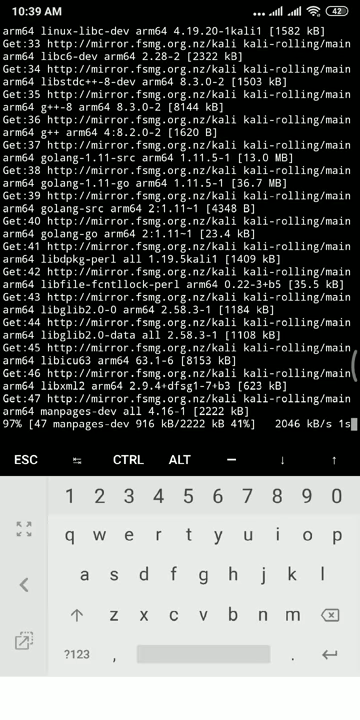 10:39 AM
42
arm64 linux-libc-dev arm64 4.19.20-1kali1 [1582 kB]
Get:33 http://mirror.fsmg.org.nz/kali kali-rolling/main
arm64 libc6-dev arm64 2.28-2 [2322 kB]
Get:34 http://mirror.fsmg.org.nz/kali kali-rolling/main
arm64 libstdc++-8-dev arm64 8.3.0-2 [1503 kB]
Get:35 http://mirror.fsmg.org.nz/kali kali-rolling/main
arm64 g++-8 arm64 8.3.0-2 [8144 kB]
Get:36 http://mirror.fsmg.org.nz/kali kali-rolling/main
arm64 g++ arm64 4:8.2.0-2 [1620 B]
Get:37 http://mirror.fsmg.org.nz/kali kali-rolling/main
arm64 golang-1.11-src arm64 1.11.5-1 [13.0 MB]
Get:38 http://mirror.fsmg.org.nz/kali kali-rolling/main
arm64 golang-1.11-go arm64 1.11.5-1 [36.7 MB]
Get:39 http://mirror.fsmg.org.nz/kali kali-rolling/main
arm64 golang-src arm64 2:1.11~1 [4348 B]
Get:40 http://mirror.fsmg.org.nz/kali kali-rolling/main
arm64 golang-go arm64 2:1.11~1 [23.4 kB]
Get:41 http://mirror.fsmg.org.nz/kali kali-rolling/main
arm64 libdpkg-perl all 1.19.5kali1 [1409 kB]
Get:42 http://mirror.fsmg.org.nz/kali kali-rolling/main
arm64 libfile-fcntllock-perl arm64 0.22-3+b5 [35.5 kB]
Get:43 http://mirror.fsmg.org.nz/kali kali-rolling/main
arm64 libglib2.0-0 arm64 2.58.3-1 [1184 kB]
Get:44 http://mirror.fsmg.org.nz/kali kali-rolling/main
arm64 libglib2.0-data all 2.58.3-1 [1108 kB]
Get:45 http://mirror.fsmg.org.nz/kali kali-rolling/main
arm64 libicu63 arm64 63.1-6 [8153 kB]
Get:46 http://mirror.fsmg.org.nz/kali kali-rolling/main
arm64 libxml2 arm64 2.9.4+dfsg1-7+b3 [623 kB]
Get:47 http://mirror.fsmg.org.nz/kali kali-rolling/main
arm64 manpages-dev all 4.16-1 [2222 kB]
97% [47 manpages-dev 916 kB/2222 kB 41%] 2046 kB/s 1s
ESC ↹ CTRL ALT – ↓ ↑
1 2 3 4 5 6 7 8 9 0
q w e r t y u i o p
a s d f g h j k l
z x c v b n m
?123 , .